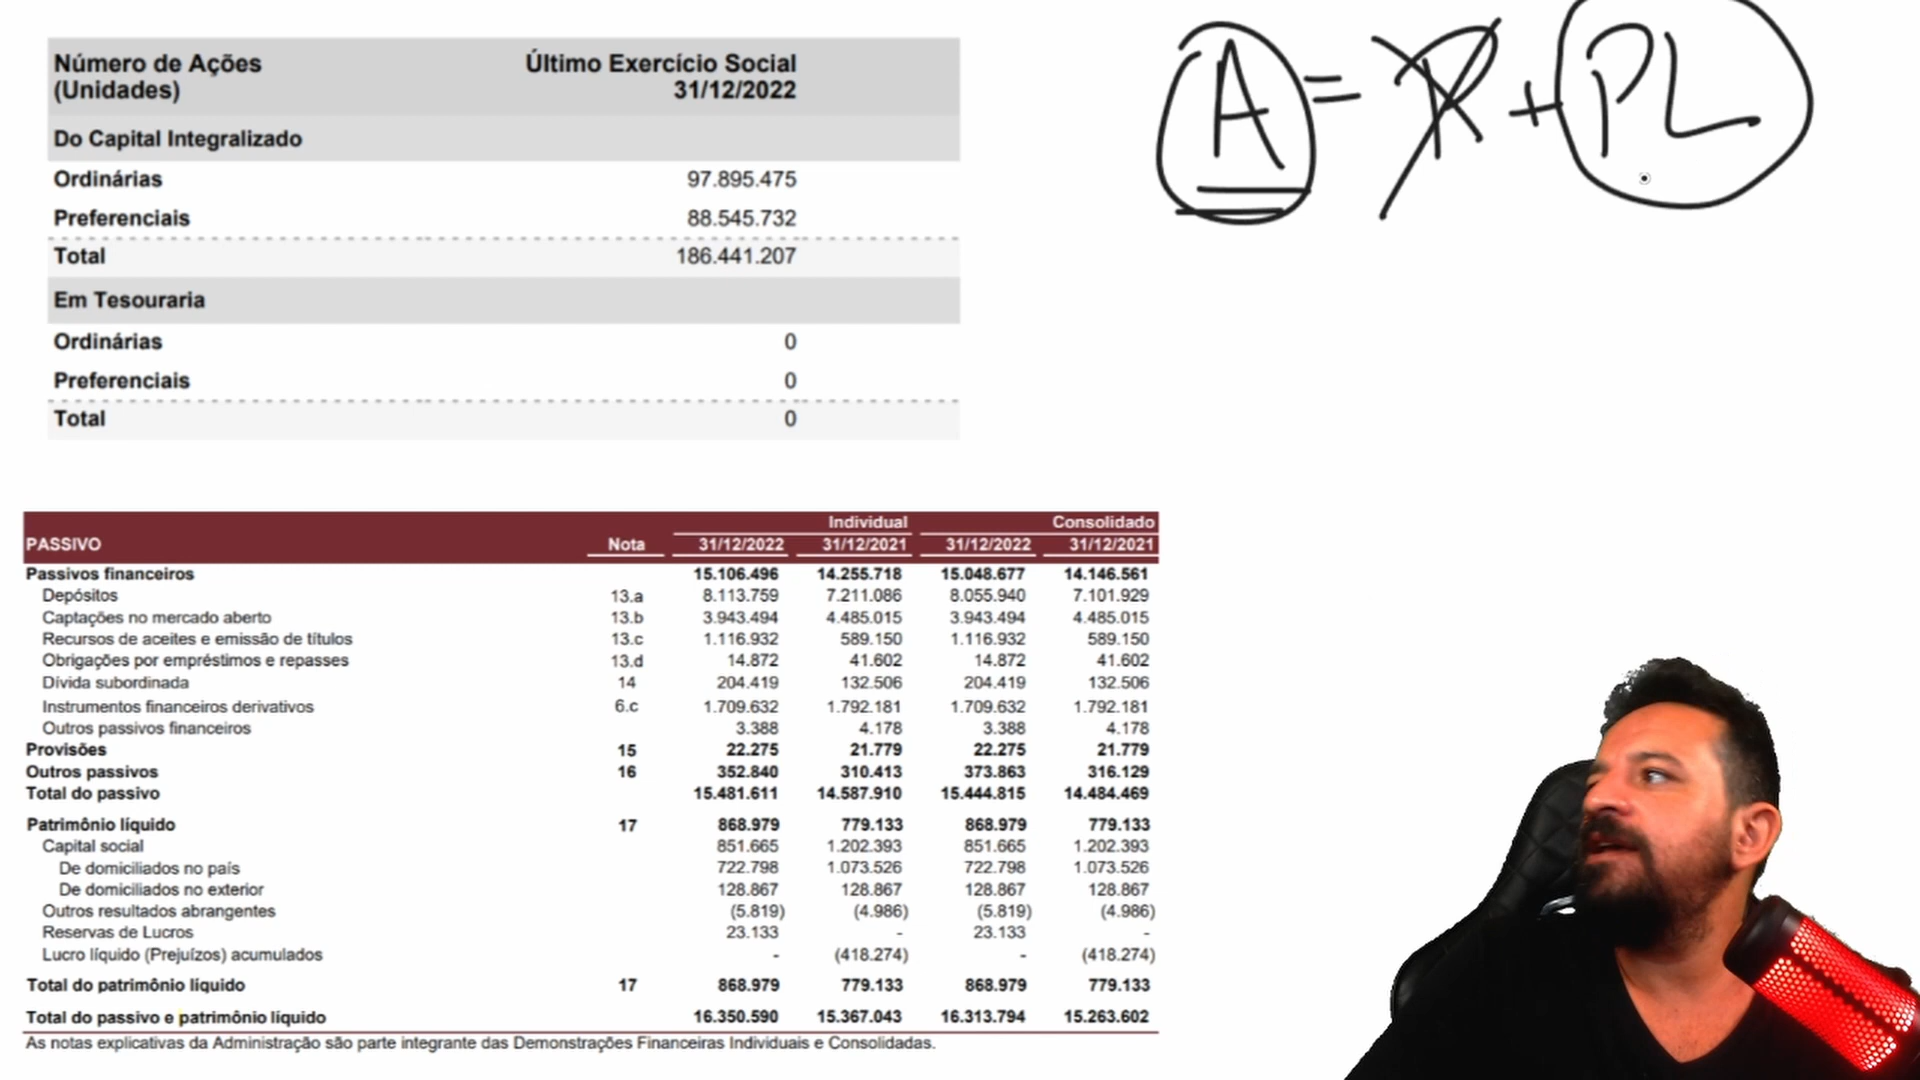 Número de Ações Último Exercício Social
(Unidades) 31/12/2022
Do Capital Integralizado
Ordinárias 97.895.475
Preferenciais 88.545.732
Total 186.441.207
Em Tesouraria
Ordinárias 0
Preferenciais 0
Total 0
A = P + PL
Individual Consolidado
PASSIVO Nota 31/12/2022 31/12/2021 31/12/2022 31/12/2021
Passivos financeiros 15.106.496 14.255.718 15.048.677 14.146.561
Depósitos 13.a 8.113.759 7.211.086 8.055.940 7.101.929
Captações no mercado aberto 13.b 3.943.494 4.485.015 3.943.494 4.485.015
Recursos de aceites e emissão de títulos 13.c 1.116.932 589.150 1.116.932 589.150
Obrigações por empréstimos e repasses 13.d 14.872 41.602 14.872 41.602
Dívida subordinada 14 204.419 132.506 204.419 132.506
Instrumentos financeiros derivativos 6.c 1.709.632 1.792.181 1.709.632 1.792.181
Outros passivos financeiros 3.388 4.178 3.388 4.178
Provisões 15 22.275 21.779 22.275 21.779
Outros passivos 16 352.840 310.413 373.863 316.129
Total do passivo 15.481.611 14.587.910 15.444.815 14.484.469
Patrimônio líquido 17 868.979 779.133 868.979 779.133
Capital social 851.665 1.202.393 851.665 1.202.393
De domiciliados no país 722.798 1.073.526 722.798 1.073.526
De domiciliados no exterior 128.867 128.867 128.867 128.867
Outros resultados abrangentes (5.819) (4.986) (5.819) (4.986)
Reservas de Lucros 23.133 - 23.133 -
Lucro líquido (Prejuízos) acumulados - (418.274) - (418.274)
Total do patrimônio líquido 17 868.979 779.133 868.979 779.133
Total do passivo e patrimônio líquido 16.350.590 15.367.043 16.313.794 15.263.602
As notas explicativas da Administração são parte integrante das Demonstrações Financeiras Individuais e Consolidadas.